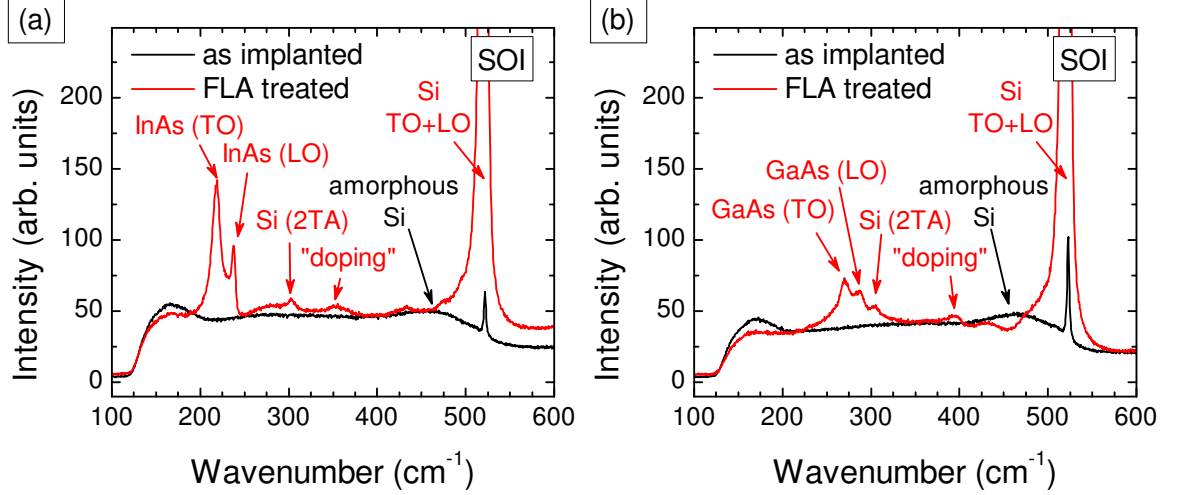 (a)
as implanted
FLA treated
SOI
InAs (TO)
InAs (LO)
Si (2TA)
"doping"
amorphous
Si
Si
TO+LO
Intensity (arb. units)
200
150
100
50
0
100 200 300 400 500 600
Wavenumber (cm⁻¹)
(b)
as implanted
FLA treated
SOI
GaAs (TO)
GaAs (LO)
Si (2TA)
"doping"
amorphous
Si
Si
TO+LO
Intensity (arb. units)
200
150
100
50
0
100 200 300 400 500 600
Wavenumber (cm⁻¹)